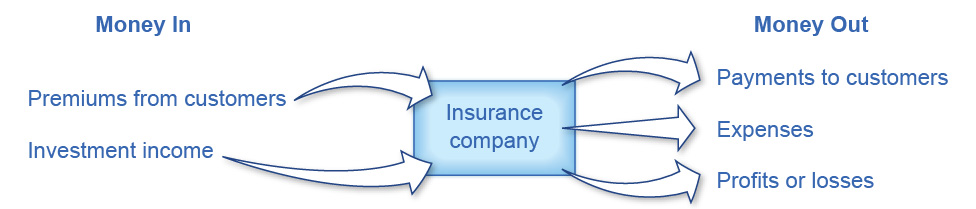 Money In
Money Out
Premiums from customers
Investment income
Insurance
company
Payments to customers
Expenses
Profits or losses